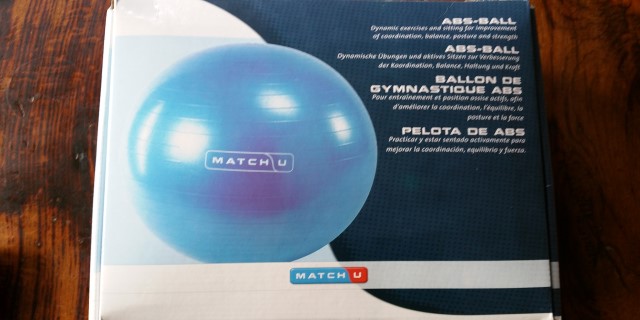 ABS-BALL
Dynamic exercises and sitting for improvement
of coordination, balance, posture and strength
ABS-BALL
Dynamische Übungen und aktives Sitzen zur Verbesserung
der Koordination, Balance, Haltung und Kraft
BALLON DE
GYMNASTIQUE ABS
Pour entraînement et position assise actifs, afin
d'améliorer la coordination, l'équilibre, la
posture et la force
PELOTA DE ABS
Practicar y estar sentado activamente para
mejorar la coordinación, equilibrio y fuerza.
MATCH U
MATCH U